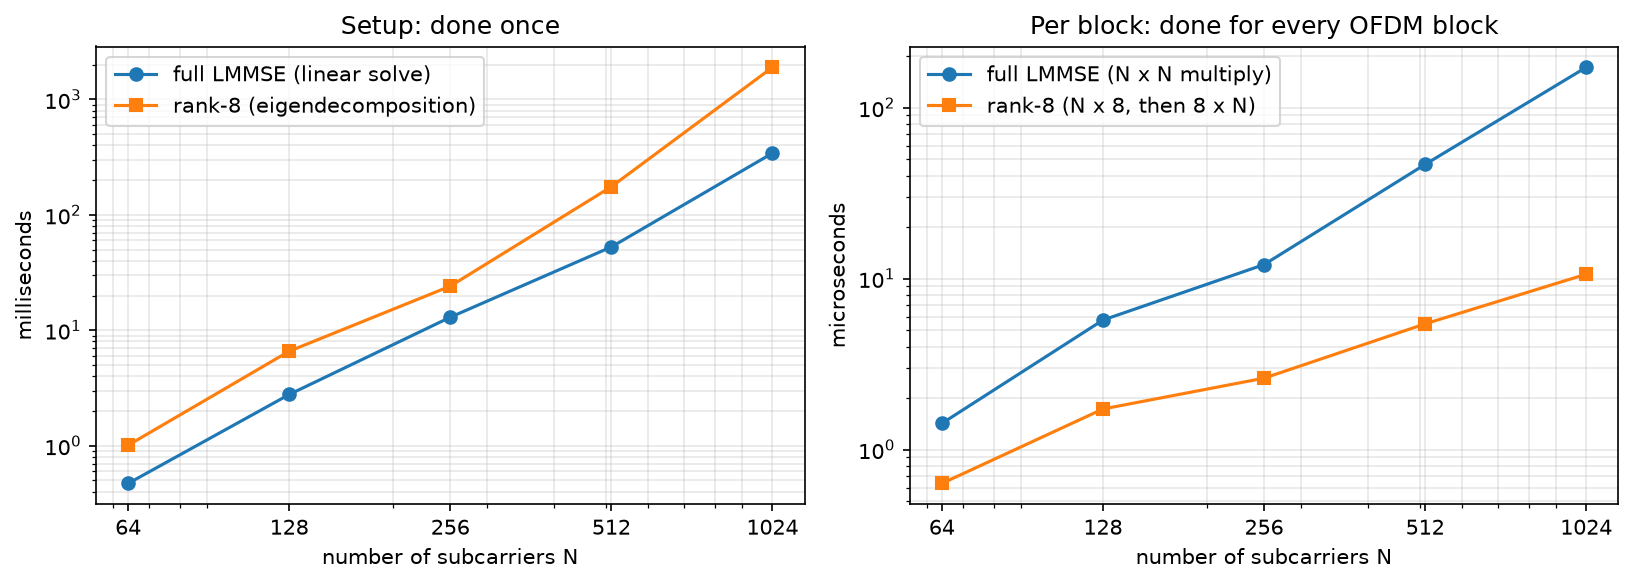 Setup: done once
full LMMSE (linear solve)
rank-8 (eigendecomposition)
milliseconds
10³
10²
10¹
10⁰
64 128 256 512 1024
number of subcarriers N
Per block: done for every OFDM block
full LMMSE (N x N multiply)
rank-8 (N x 8, then 8 x N)
microseconds
10²
10¹
10⁰
64 128 256 512 1024
number of subcarriers N